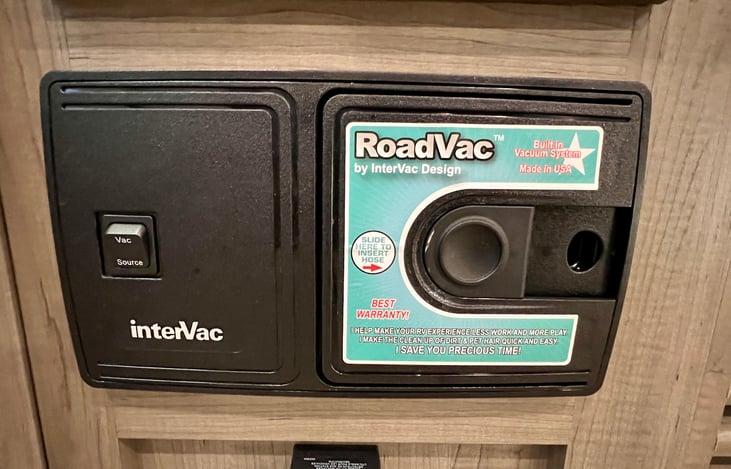 RoadVac™
by InterVac Design
Built in
Vacuum System
Made in USA
Vac
Source
interVac
SLIDE
HERE TO
INSERT
HOSE
BEST
WARRANTY!
I HELP MAKE YOUR RV EXPERIENCE LESS WORK AND MORE PLAY
I MAKE THE CLEAN UP OF DIRT & PET HAIR QUICK AND EASY
I SAVE YOU PRECIOUS TIME!